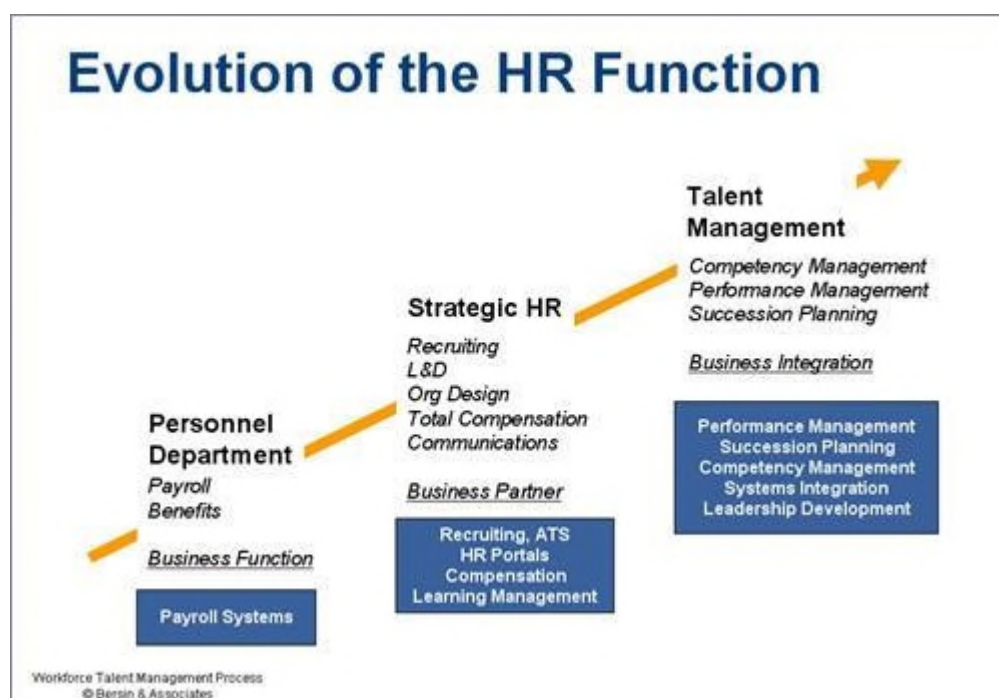 Evolution of the HR Function
Personnel
Department
Payroll
Benefits
Business Function
Payroll Systems
Strategic HR
Recruiting
L&D
Org Design
Total Compensation
Communications
Business Partner
Recruiting, ATS
HR Portals
Compensation
Learning Management
Talent
Management
Competency Management
Performance Management
Succession Planning
Business Integration
Performance Management
Succession Planning
Competency Management
Systems Integration
Leadership Development
Workforce Talent Management Process
© Bersin & Associates